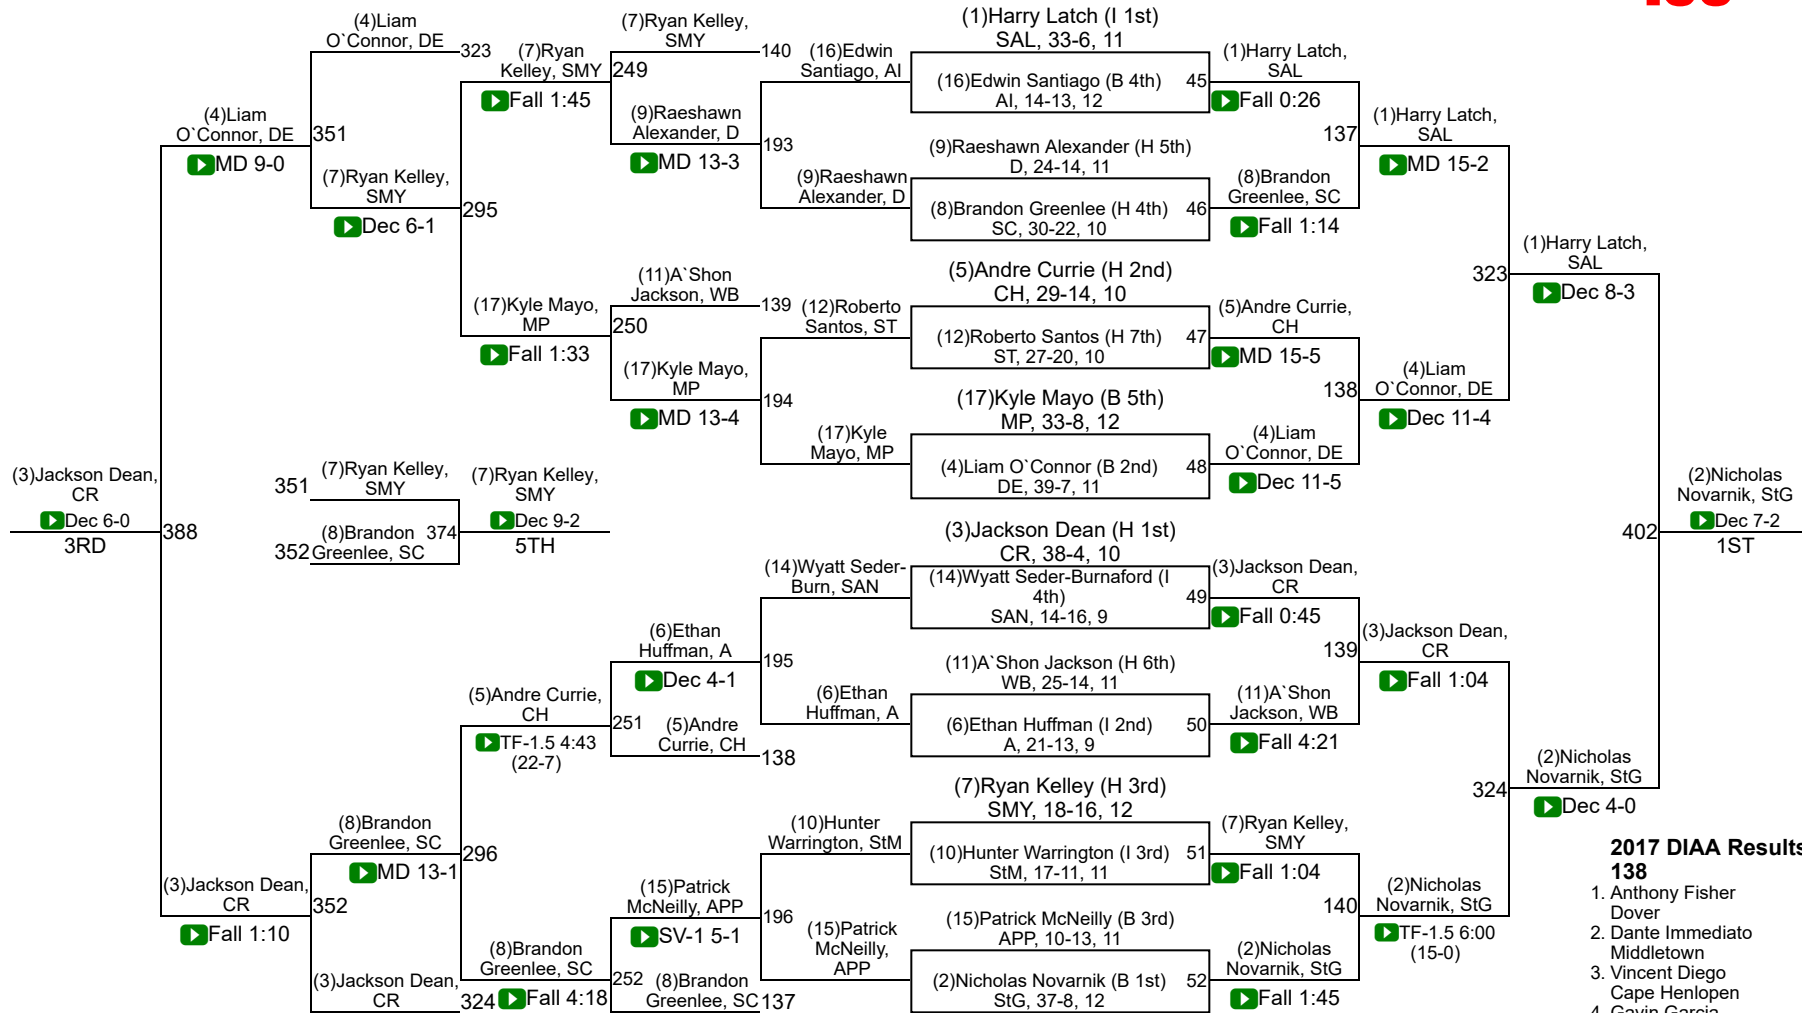 (4)Liam
O`Connor, DE
323
(7)Ryan
Kelley, SMY
Fall 1:45
(4)Liam
O`Connor, DE
MD 9-0
351
(7)Ryan Kelley,
SMY
Dec 6-1
295
(7)Ryan Kelley,
SMY
140
249
(9)Raeshawn
Alexander, D
MD 13-3
193
(16)Edwin
Santiago, AI
(9)Raeshawn
Alexander, D
(17)Kyle Mayo,
MP
Fall 1:33
(11)A`Shon
Jackson, WB
139
250
(17)Kyle Mayo,
MP
MD 13-4
194
(12)Roberto
Santos, ST
(17)Kyle
Mayo, MP
(1)Harry Latch (I 1st)
SAL, 33-6, 11
(16)Edwin Santiago (B 4th)
AI, 14-13, 12
45
(9)Raeshawn Alexander (H 5th)
D, 24-14, 11
(8)Brandon Greenlee (H 4th)
SC, 30-22, 10
46
(5)Andre Currie (H 2nd)
CH, 29-14, 10
(12)Roberto Santos (H 7th)
ST, 27-20, 10
47
(17)Kyle Mayo (B 5th)
MP, 33-8, 12
(4)Liam O`Connor (B 2nd)
DE, 39-7, 11
48
(1)Harry Latch,
SAL
Fall 0:26
137
(8)Brandon
Greenlee, SC
Fall 1:14
(1)Harry Latch,
SAL
MD 15-2
(5)Andre Currie,
CH
MD 15-5
138
(4)Liam
O`Connor, DE
Dec 11-5
(4)Liam
O`Connor, DE
Dec 11-4
323
(1)Harry Latch,
SAL
Dec 8-3
(3)Jackson Dean,
CR
Dec 6-0
3RD
388
351
(7)Ryan Kelley,
SMY
352
(8)Brandon
Greenlee, SC
374
(7)Ryan Kelley,
SMY
Dec 9-2
5TH
402
(2)Nicholas
Novarnik, StG
Dec 7-2
1ST
(3)Jackson Dean (H 1st)
CR, 38-4, 10
(14)Wyatt Seder-Burnaford (I
4th)
SAN, 14-16, 9
49
(11)A`Shon Jackson (H 6th)
WB, 25-14, 11
(6)Ethan Huffman (I 2nd)
A, 21-13, 9
50
(7)Ryan Kelley (H 3rd)
SMY, 18-16, 12
(10)Hunter Warrington (I 3rd)
StM, 17-11, 11
51
(15)Patrick McNeilly (B 3rd)
APP, 10-13, 11
(2)Nicholas Novarnik (B 1st)
StG, 37-8, 12
52
(14)Wyatt Seder-
Burn, SAN
(6)Ethan
Huffman, A
195
(6)Ethan
Huffman, A
Dec 4-1
251
(5)Andre
Currie, CH
138
(5)Andre Currie,
CH
TF-1.5 4:43
(22-7)
(10)Hunter
Warrington, StM
(15)Patrick
McNeilly,
APP
196
(15)Patrick
McNeilly, APP
SV-1 5-1
252
(8)Brandon
Greenlee, SC
137
(8)Brandon
Greenlee, SC
Fall 4:18
296
(8)Brandon
Greenlee, SC
MD 13-1
352
(3)Jackson Dean,
CR
324
(3)Jackson Dean,
CR
Fall 1:10
(3)Jackson Dean,
CR
Fall 0:45
139
(11)A`Shon
Jackson, WB
Fall 4:21
(3)Jackson Dean,
CR
Fall 1:04
(7)Ryan Kelley,
SMY
Fall 1:04
140
(2)Nicholas
Novarnik, StG
Fall 1:45
(2)Nicholas
Novarnik, StG
TF-1.5 6:00
(15-0)
324
(2)Nicholas
Novarnik, StG
Dec 4-0
2017 DIAA Results
138
1. Anthony Fisher
Dover
2. Dante Immediato
Middletown
3. Vincent Diego
Cape Henlopen
4. Gavin Garcia